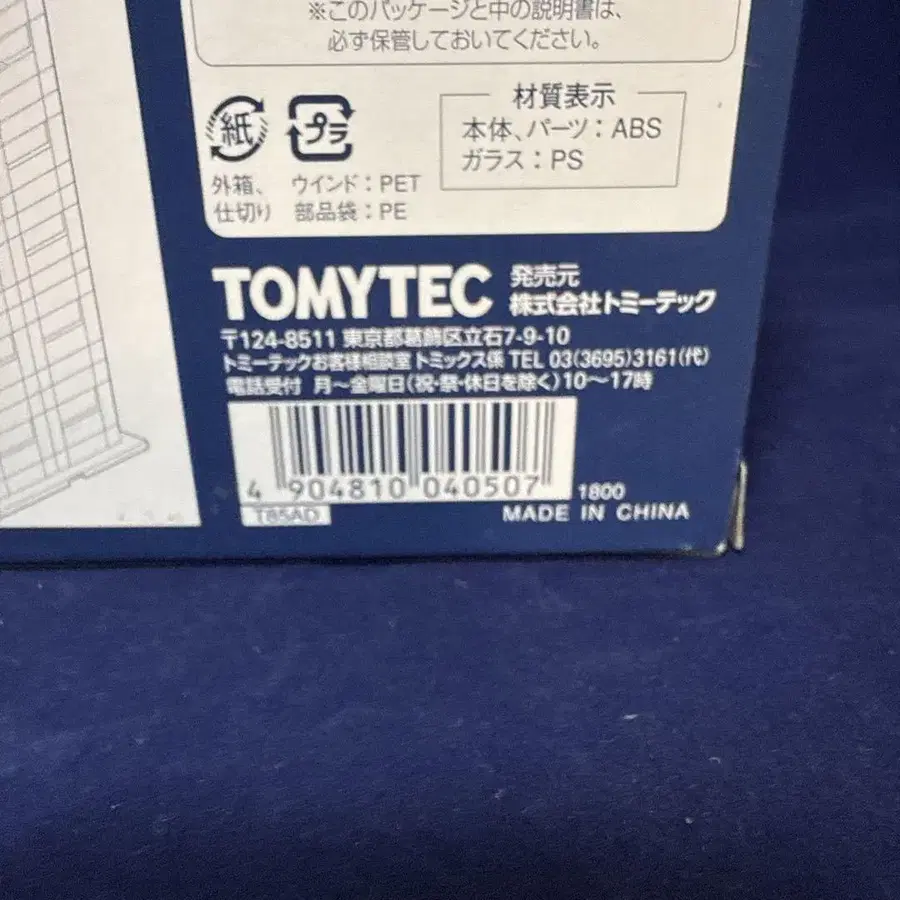 ※このパッケージと中の説明書は、
必ず保管しておいてください。
紙 プラ
外箱、 ウインド：PET
仕切り 部品袋：PE
材質表示
本体、パーツ：ABS
ガラス：PS
TOMYTEC 発売元
株式会社トミーテック
〒124-8511 東京都葛飾区立石7-9-10
トミーテックお客様相談室 トミックス係 TEL 03(3695)3161(代)
電話受付 月～金曜日(祝・祭・休日を除く)10～17時
4 904810 040507
1800
T85AD
MADE IN CHINA